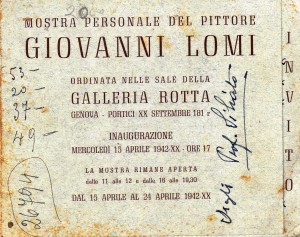 MOSTRA PERSONALE DEL PITTORE
GIOVANNI LOMI
ORDINATA NELLE SALE DELLA
GALLERIA ROTTA
GENOVA - PORTICI XX SETTEMBRE 181 r
INAUGURAZIONE
MERCOLEDI 15 APRILE 1942-XX - ORE 17
LA MOSTRA RIMANE APERTA
dalle 11 alle 12 e dalle 16 alle 19,30
DAL 15 APRILE AL 24 APRILE 1942-XX
INVITO
53-
20-
37-
49-
Prof.